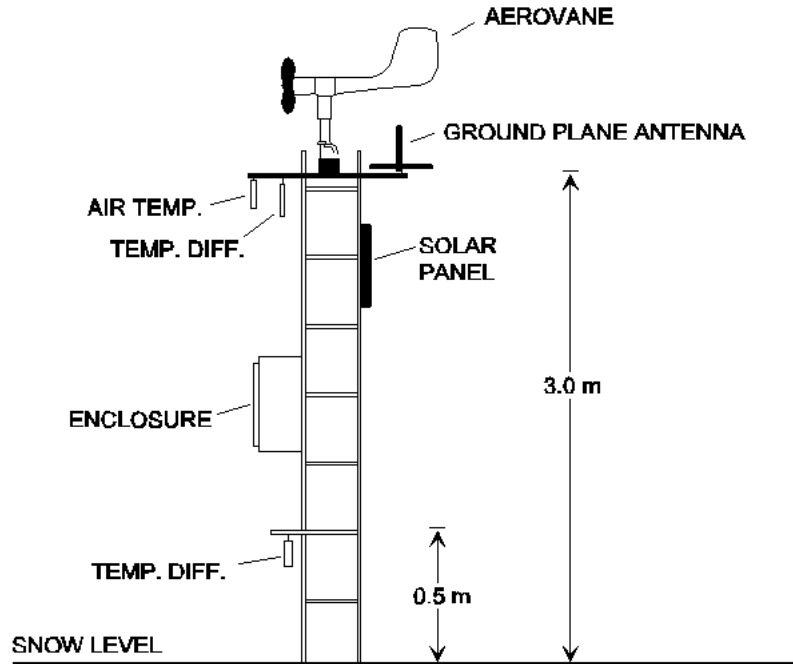 AEROVANE
GROUND PLANE ANTENNA
AIR TEMP.
TEMP. DIFF.
SOLAR
PANEL
3.0 m
ENCLOSURE
TEMP. DIFF.
0.5 m
SNOW LEVEL